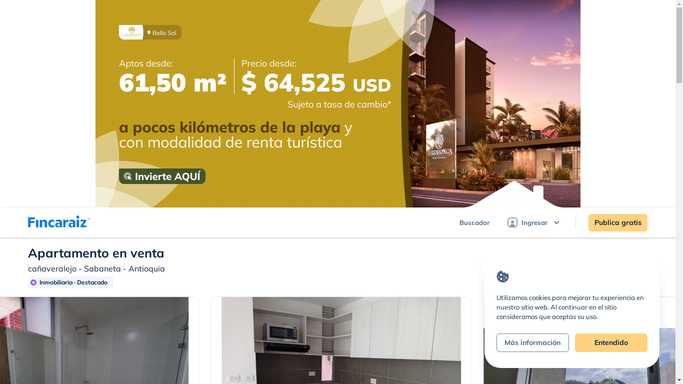 Bello Sol
Aptos desde:
61,50 m²
Precio desde:
$ 64,525 USD
Sujeto a tasa de cambio*
a pocos kilómetros de la playa y
con modalidad de renta turística
Invierte AQUÍ
Fincaraíz
Buscador
Ingresar
Publica gratis
Apartamento en venta
cañaveralejo - Sabaneta - Antioquia
Inmobiliaria · Destacado
Utilizamos cookies para mejorar tu experiencia en
nuestro sitio web. Al continuar en el sitio
consideramos que aceptas su uso.
Más información
Entendido